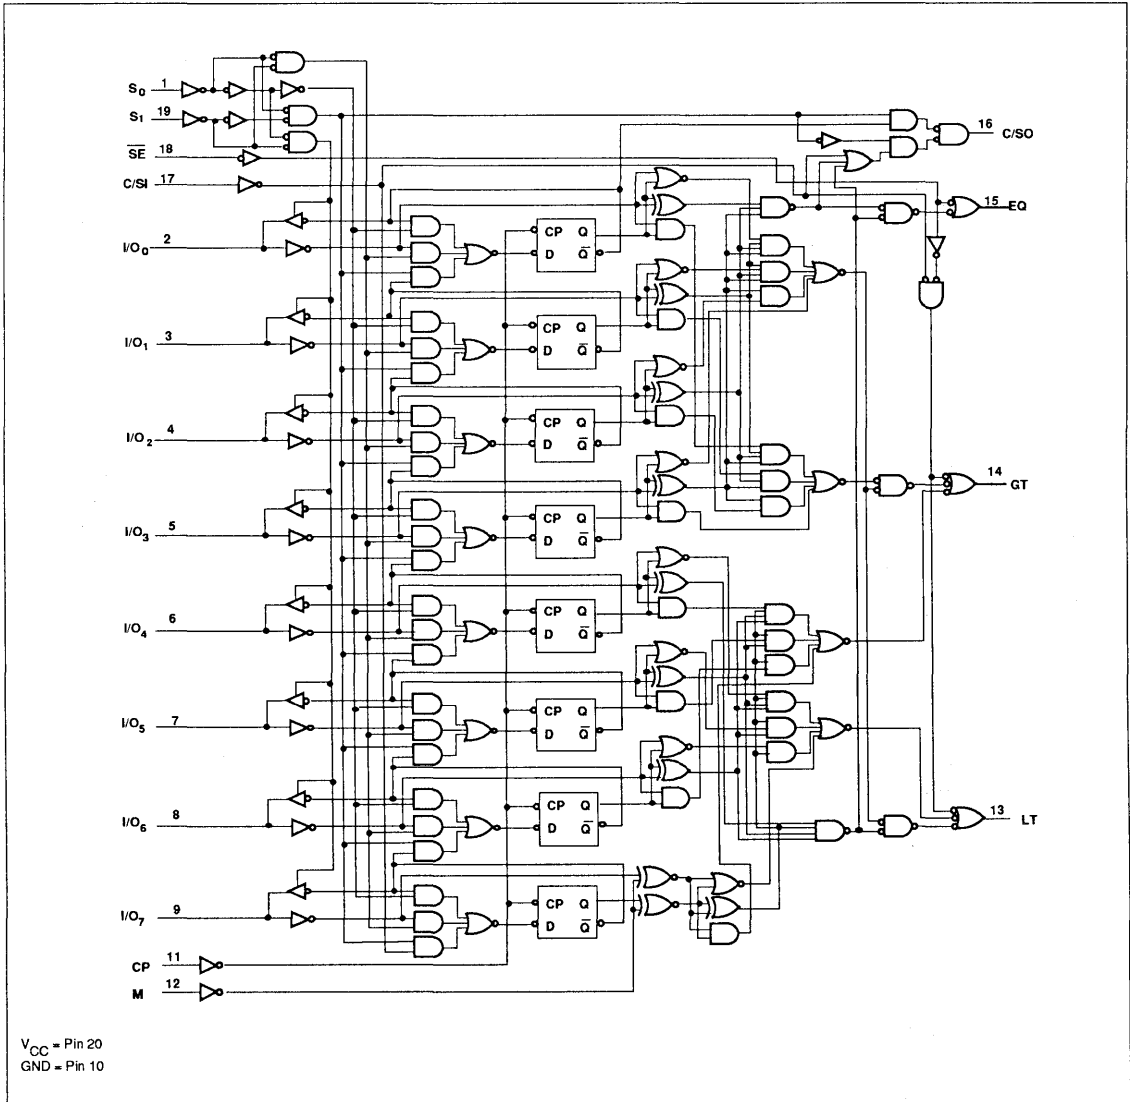 S0 1
S1 19
SE 18
C/SI 17
16 C/SO
15 EQ
I/O0 2
CP Q
D Q
I/O1 3
CP Q
D Q
I/O2 4
CP Q
D Q
14 GT
I/O3 5
CP Q
D Q
I/O4 6
CP Q
D Q
I/O5 7
CP Q
D Q
I/O6 8
CP Q
D Q
13 LT
I/O7 9
CP Q
D Q
CP 11
M 12
VCC = Pin 20
GND = Pin 10